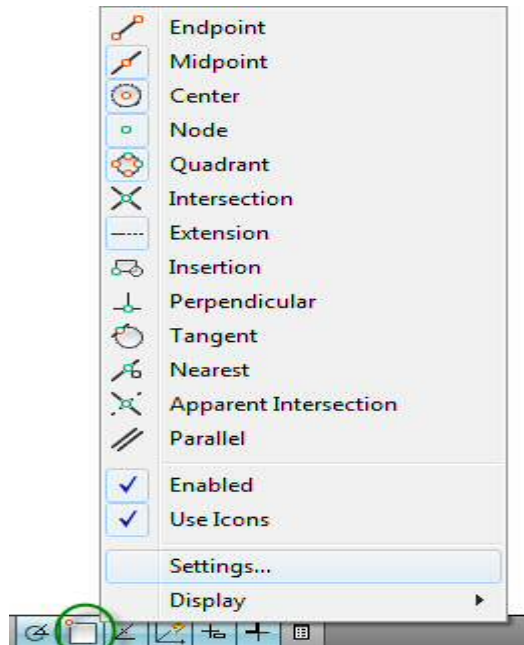 Endpoint
Midpoint
Center
Node
Quadrant
Intersection
Extension
Insertion
Perpendicular
Tangent
Nearest
Apparent Intersection
Parallel
Enabled
Use Icons
Settings...
Display